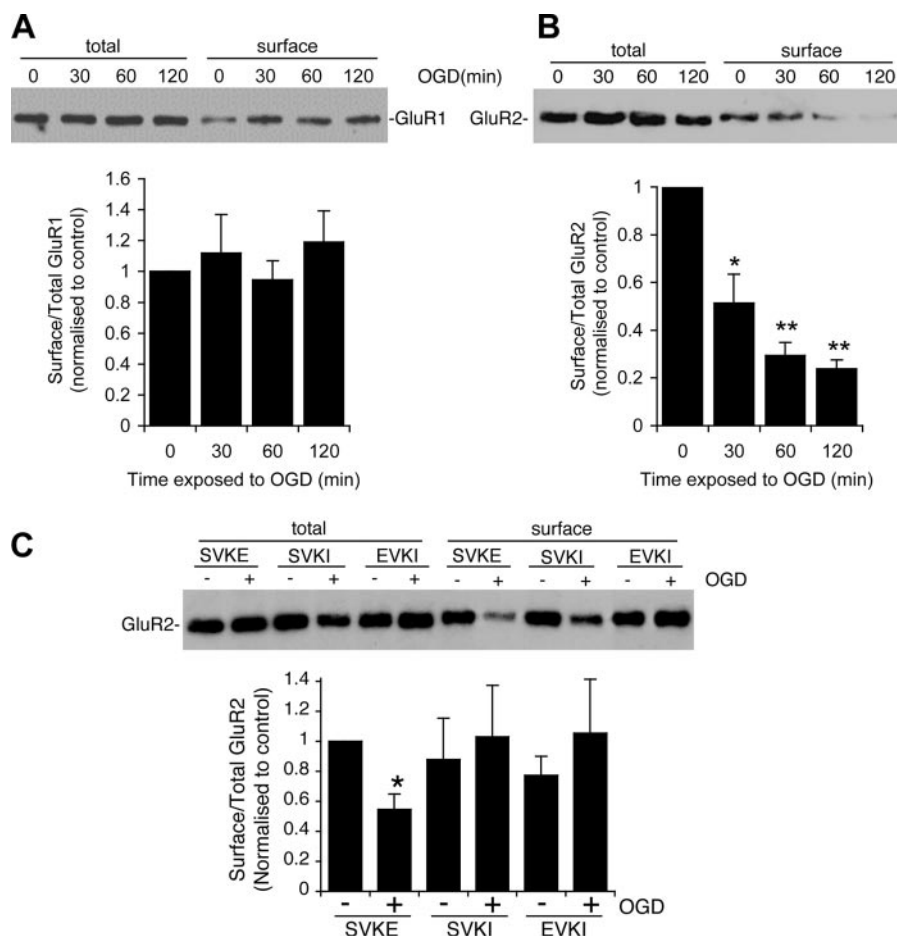 A
total surface
0 30 60 120 0 30 60 120 OGD(min)
-GluR1
1.6
1.4
1.2
1
0.8
0.6
0.4
0.2
0
Surface/Total GluR1
(normalised to control)
0 30 60 120
Time exposed to OGD (min)
B
total surface
0 30 60 120 0 30 60 120
GluR2-
1
0.8
0.6
0.4
0.2
0
Surface/Total GluR2
(normalised to control)
* ** **
0 30 60 120
Time exposed to OGD (min)
C
total surface
SVKE SVKI EVKI SVKE SVKI EVKI
- + - + - + - + - + - + OGD
GluR2-
1.4
1.2
1
0.8
0.6
0.4
0.2
0
Surface/Total GluR2
(Normalised to control)
*
- + - + - + OGD
SVKE SVKI EVKI